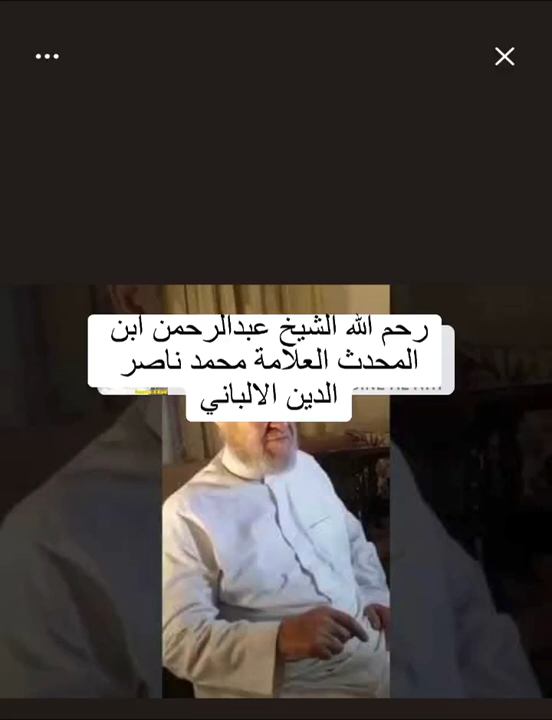 رحم الله الشيخ عبدالرحمن ابن
المحدث العلامة محمد ناصر
الدين الالباني